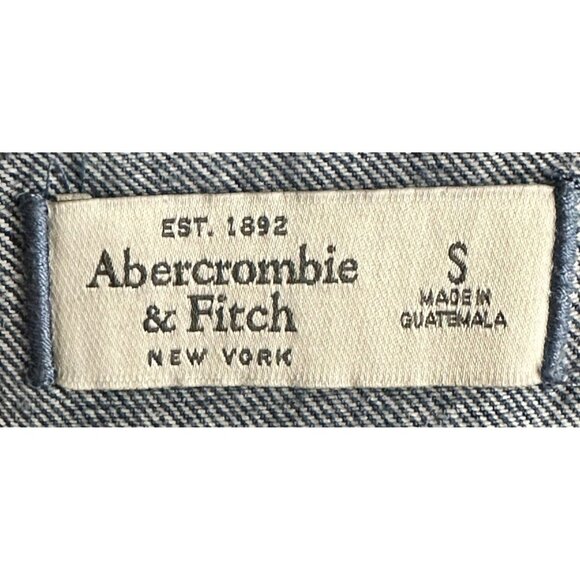 EST. 1892
Abercrombie
& Fitch
NEW YORK
S
MADE IN
GUATEMALA